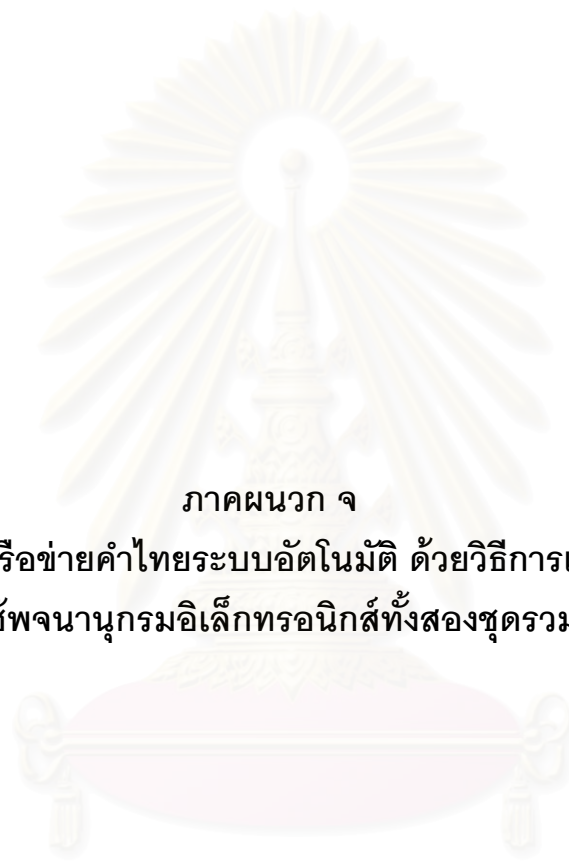 ภาคผนวก จ
รือข่ายคำไทยระบบอัตโนมัติ ด้วยวิธีการเ
ช้พจนานุกรมอิเล็กทรอนิกส์ทั้งสองชุดรวม